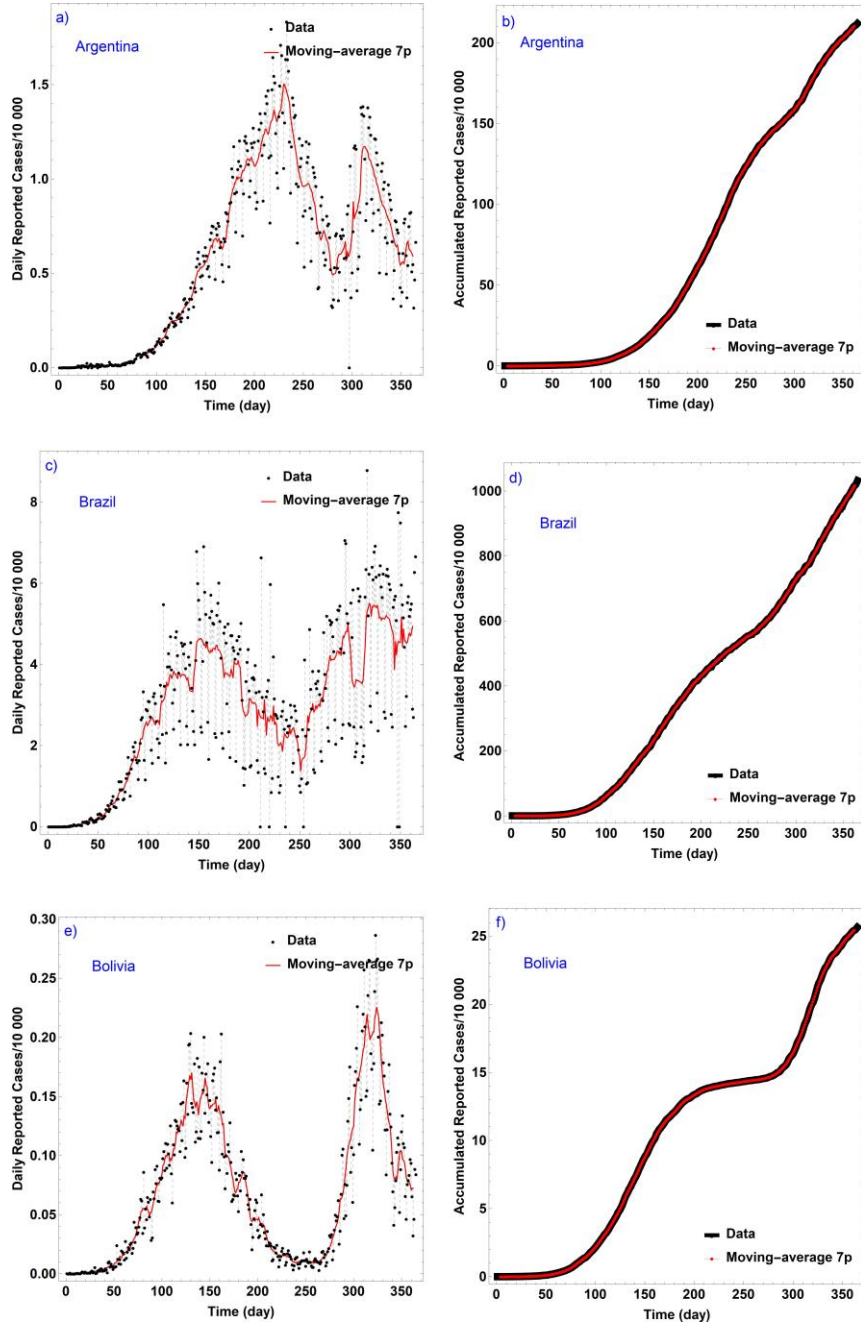 a)
Argentina
Data
Moving-average 7p
Daily Reported Cases/10 000
1.5
1.0
0.5
0.0
0 50 100 150 200 250 300 350
Time (day)
b)
Argentina
Accumulated Reported Cases/10 000
200
150
100
50
0
Data
Moving-average 7p
0 50 100 150 200 250 300 350
Time (day)
c)
Brazil
Data
Moving-average 7p
Daily Reported Cases/10 000
8
6
4
2
0
0 50 100 150 200 250 300 350
Time (day)
d)
Brazil
Accumulated Reported Cases/10 000
1000
800
600
400
200
0
Data
Moving-average 7p
0 50 100 150 200 250 300 350
Time (day)
e)
Bolivia
Data
Moving-average 7p
Daily Reported Cases/10 000
0.30
0.25
0.20
0.15
0.10
0.05
0.00
0 50 100 150 200 250 300 350
Time (day)
f)
Bolivia
Accumulated Reported Cases/10 000
25
20
15
10
5
0
Data
Moving-average 7p
0 50 100 150 200 250 300 350
Time (day)